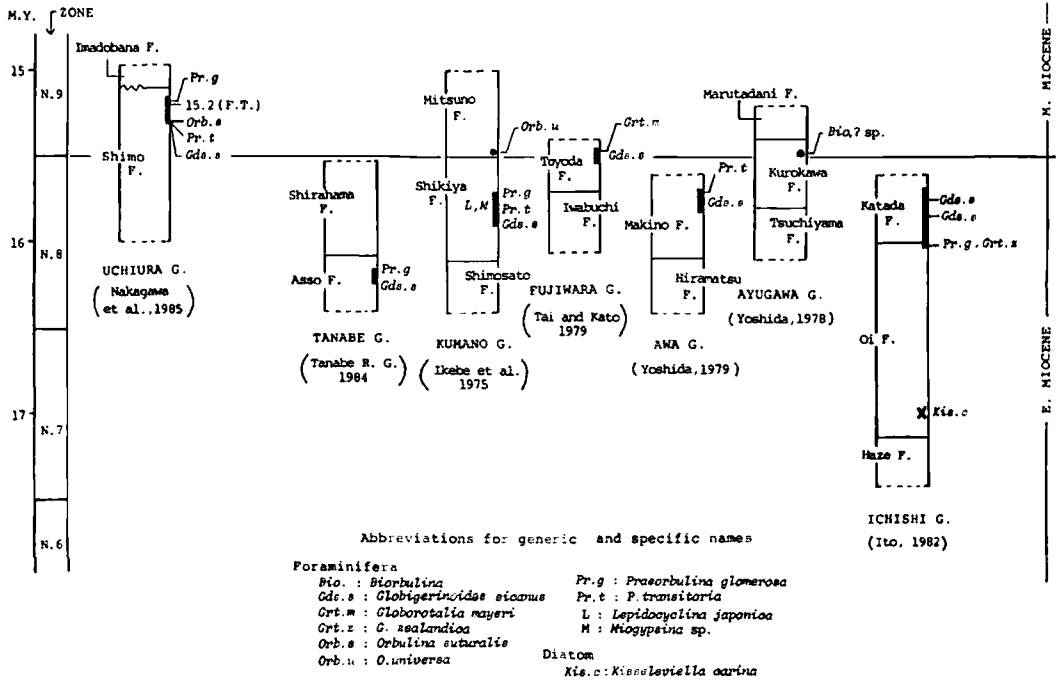 M.Y. ZONE
15
16
17
N.9
N.8
N.7
N.6
Imadobana F.
Shimo
F.
Pr.g
15.2 (F.T.)
Orb.s
Pr.t
Gds.s
UCHIURA G.
(Nakagawa
et al.,1985)
Shirahama
F.
Asso F.
Pr.g
Gds.s
TANABE G.
(Tanabe R. G.
1984)
Mitsuno
F.
Shikiya
F.
L,M
Shimosato
F.
Orb.u
Pr.g
Pr.t
Gds.s
KUMANO G.
(Ikebe et al.
1975)
Toyoda
F.
Iwabuchi
F.
Grt.m
Gds.s
FUJIWARA G.
(Tai and Kato
1979)
Makino F.
Hiramatsu
F.
Pr.t
Gds.s
AWA G.
(Yoshida,1979)
Marutadani F.
Kurokawa
F.
Tsuchiyama
F.
Bio,? sp.
AYUGAWA G.
(Yoshida,1978)
Katada
F.
Oi F.
Haze F.
Gds.s
Gds.s
Pr.g, Grt.z
Kis.c
ICHISHI G.
(Ito, 1982)
M. MIOCENE
E. MIOCENE
Abbreviations for generic and specific names
Foraminifera
Bio. : Biorbulina
Gds.s : Globigerinoides sicanus
Grt.m : Globorotalia mayeri
Grt.z : G. zealandica
Orb.s : Orbulina suturalis
Orb.u : O.universa
Pr.g : Praeorbulina glomerosa
Pr.t : P.transitoria
L : Lepidocyclina japonica
M : Miogypsina sp.
Diatom
Kis.c : Kisseleviella carina